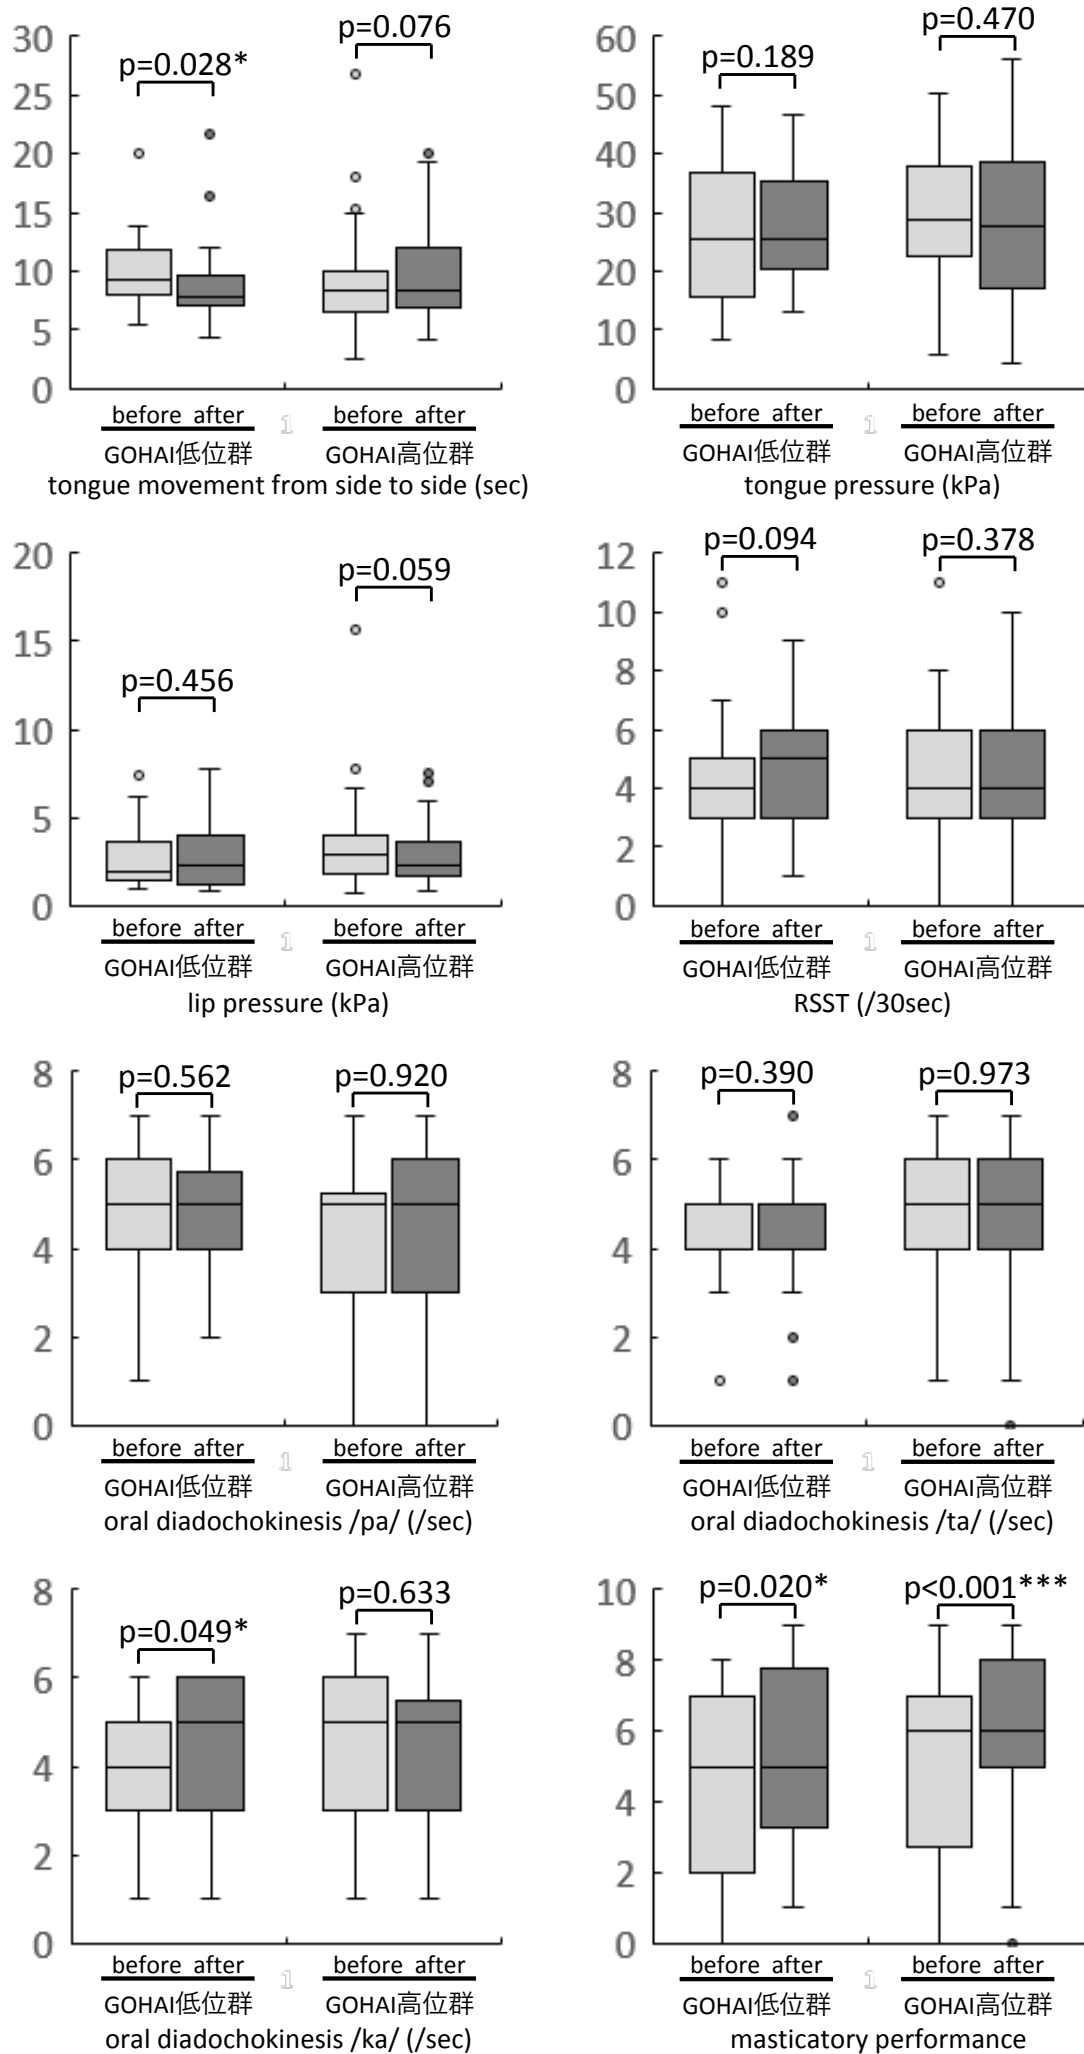 p=0.028*
p=0.076
30
25
20
15
10
5
0
before after
before after
1
GOHAI低位群
GOHAI高位群
tongue movement from side to side (sec)
p=0.189
p=0.470
60
50
40
30
20
10
0
before after
before after
1
GOHAI低位群
GOHAI高位群
tongue pressure (kPa)
p=0.456
p=0.059
20
15
10
5
0
before after
before after
1
GOHAI低位群
GOHAI高位群
lip pressure (kPa)
p=0.094
p=0.378
12
10
8
6
4
2
0
before after
before after
1
GOHAI低位群
GOHAI高位群
RSST (/30sec)
p=0.562
p=0.920
8
6
4
2
0
before after
before after
1
GOHAI低位群
GOHAI高位群
oral diadochokinesis /pa/ (/sec)
p=0.390
p=0.973
8
6
4
2
0
before after
before after
1
GOHAI低位群
GOHAI高位群
oral diadochokinesis /ta/ (/sec)
p=0.049*
p=0.633
8
6
4
2
0
before after
before after
1
GOHAI低位群
GOHAI高位群
oral diadochokinesis /ka/ (/sec)
p=0.020*
p<0.001***
10
8
6
4
2
0
before after
before after
1
GOHAI低位群
GOHAI高位群
masticatory performance